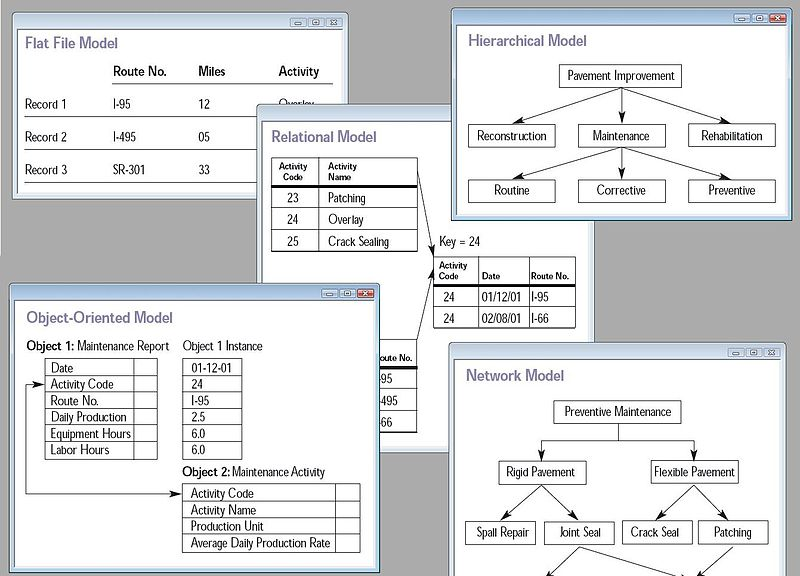 Flat File Model
Route No. Miles Activity
Record 1 I-95 12 Overlay
Record 2 I-495 05
Record 3 SR-301 33
Hierarchical Model
Pavement Improvement
Reconstruction Maintenance Rehabilitation
Routine Corrective Preventive
Relational Model
Activity Code Activity Name
23 Patching
24 Overlay
25 Crack Sealing
Key = 24
Activity Code Date Route No.
24 01/12/01 I-95
24 02/08/01 I-66
oute No.
95
495
66
Object-Oriented Model
Object 1: Maintenance Report Object 1 Instance
Date 01-12-01
Activity Code 24
Route No. I-95
Daily Production 2.5
Equipment Hours 6.0
Labor Hours 6.0
Object 2: Maintenance Activity
Activity Code
Activity Name
Production Unit
Average Daily Production Rate
Network Model
Preventive Maintenance
Rigid Pavement Flexible Pavement
Spall Repair Joint Seal Crack Seal Patching